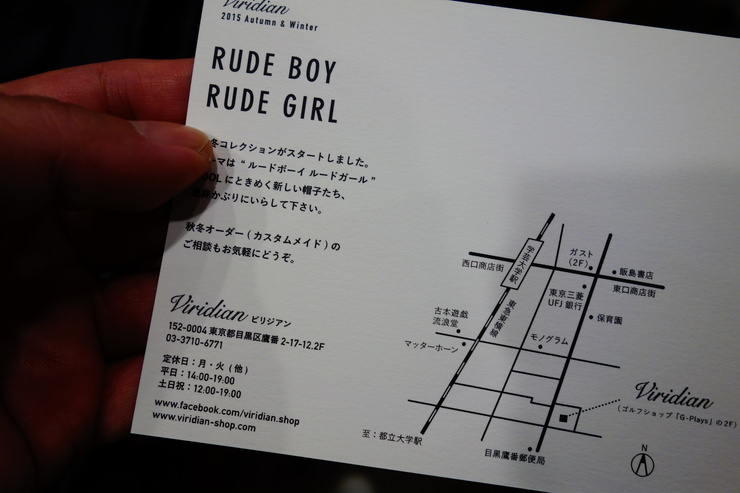 Viridian
2015 Autumn & Winter
RUDE BOY
RUDE GIRL
冬コレクションがスタートしました。
マは “ ルードボーイ ルードガール ”
OLにときめく新しい帽子たち、
かぶりにいらして下さい。
秋冬オーダー ( カスタムメイド ) の
ご相談もお気軽にどうぞ。
Viridian ビリジアン
152-0004 東京都目黒区鷹番 2-17-12.2F
03-3710-6771
定休日 : 月・火 ( 他 )
平日 : 14:00-19:00
土日祝 : 12:00-19:00
www.facebook.com/viridian.shop
www.viridian-shop.com
西口商店街
学芸大学駅
ガスト
(2F)
飯島書店
東口商店街
東京三菱
UFJ 銀行
東急東横線
古本遊戯
流浪堂
保育園
マッターホーン
モノグラム
Viridian
(ゴルフショップ「G-Plays」の2F)
至 : 都立大学駅
目黒鷹番郵便局
N